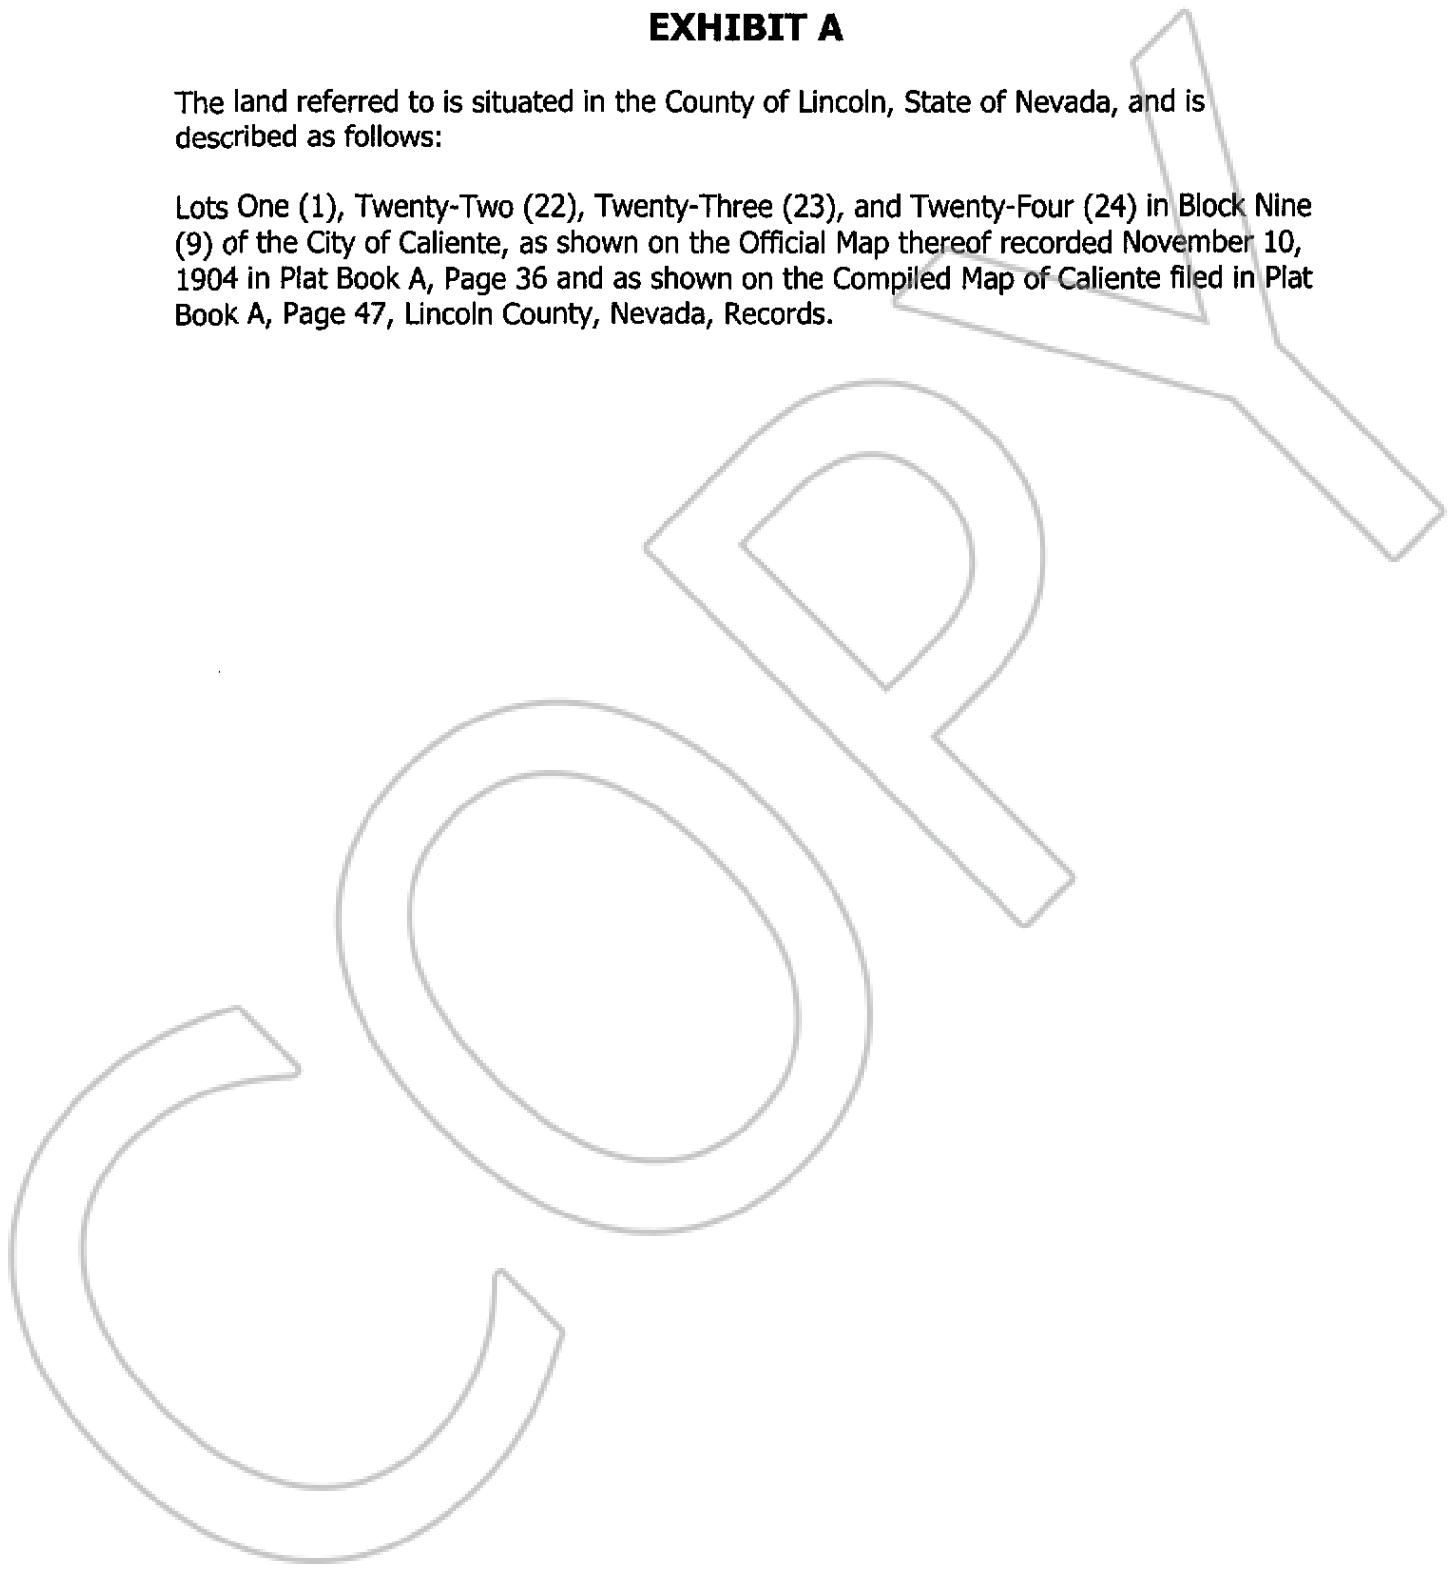 EXHIBIT A
The land referred to is situated in the County of Lincoln, State of Nevada, and is
described as follows:
Lots One (1), Twenty-Two (22), Twenty-Three (23), and Twenty-Four (24) in Block Nine
(9) of the City of Caliente, as shown on the Official Map thereof recorded November 10,
1904 in Plat Book A, Page 36 and as shown on the Compiled Map of Caliente filed in Plat
Book A, Page 47, Lincoln County, Nevada, Records.
COPY